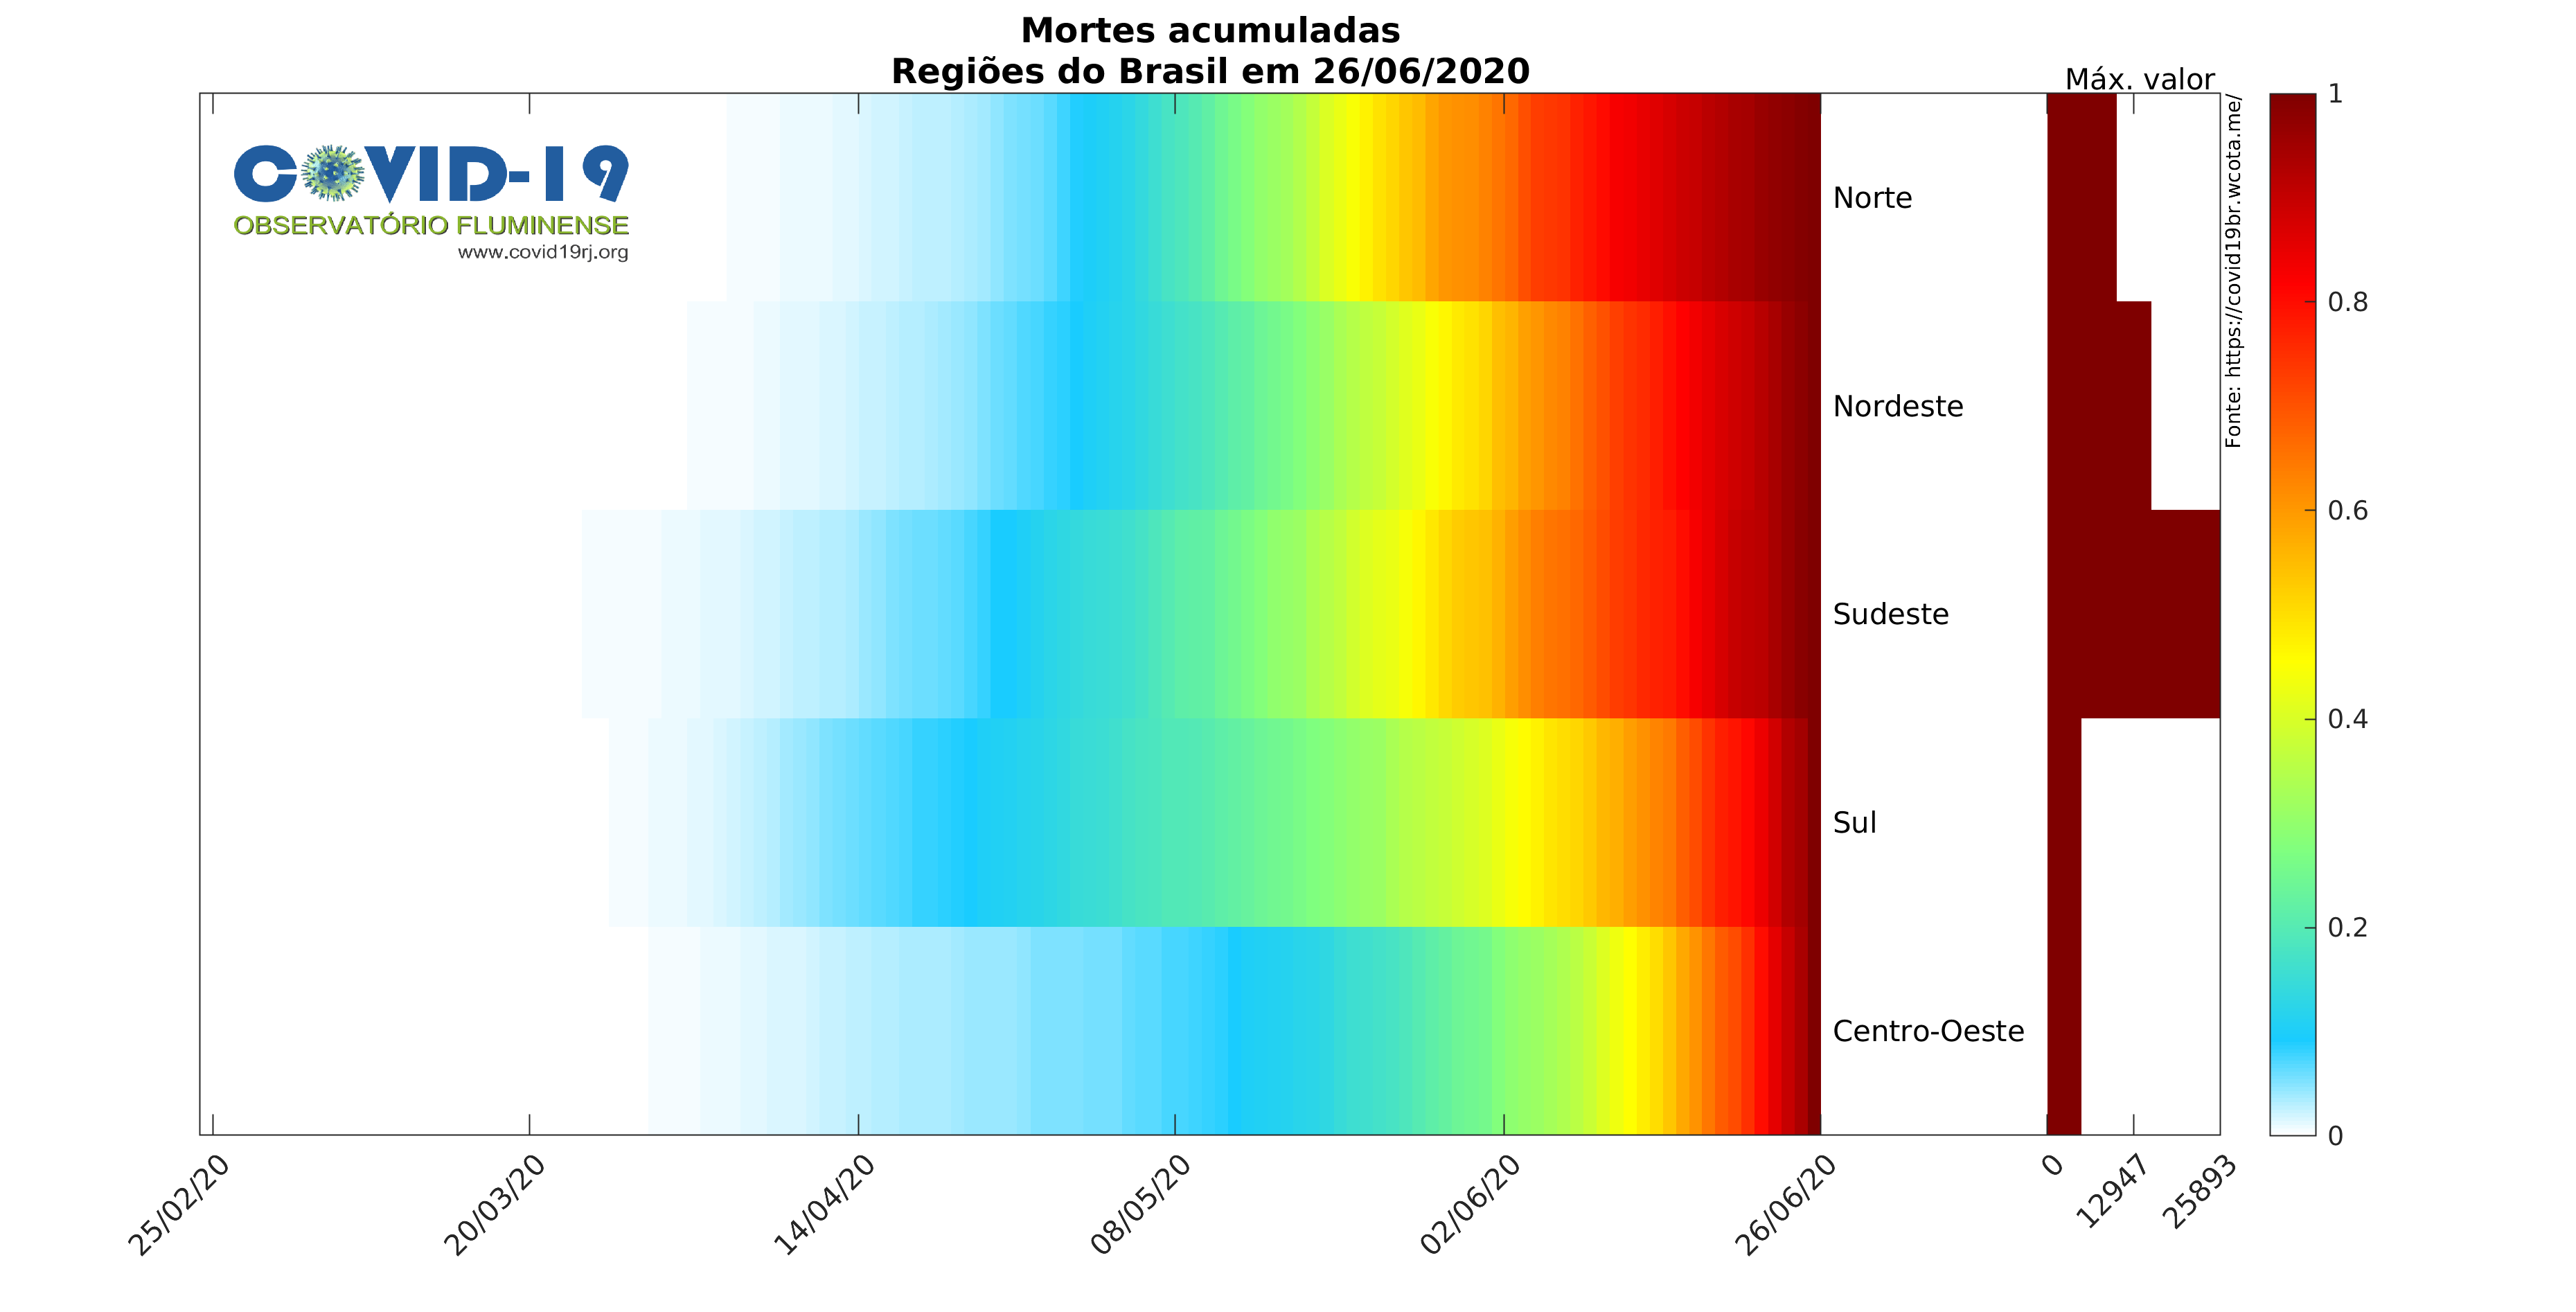 Mortes acumuladas
Regiões do Brasil em 26/06/2020
Máx. valor
COVID-19
OBSERVATÓRIO FLUMINENSE
www.covid19rj.org
Norte
Nordeste
Sudeste
Sul
Centro-Oeste
Fonte: https://covid19br.wcota.me/
1
0.8
0.6
0.4
0.2
0
25/02/20
20/03/20
14/04/20
08/05/20
02/06/20
26/06/20
0
12947
25893